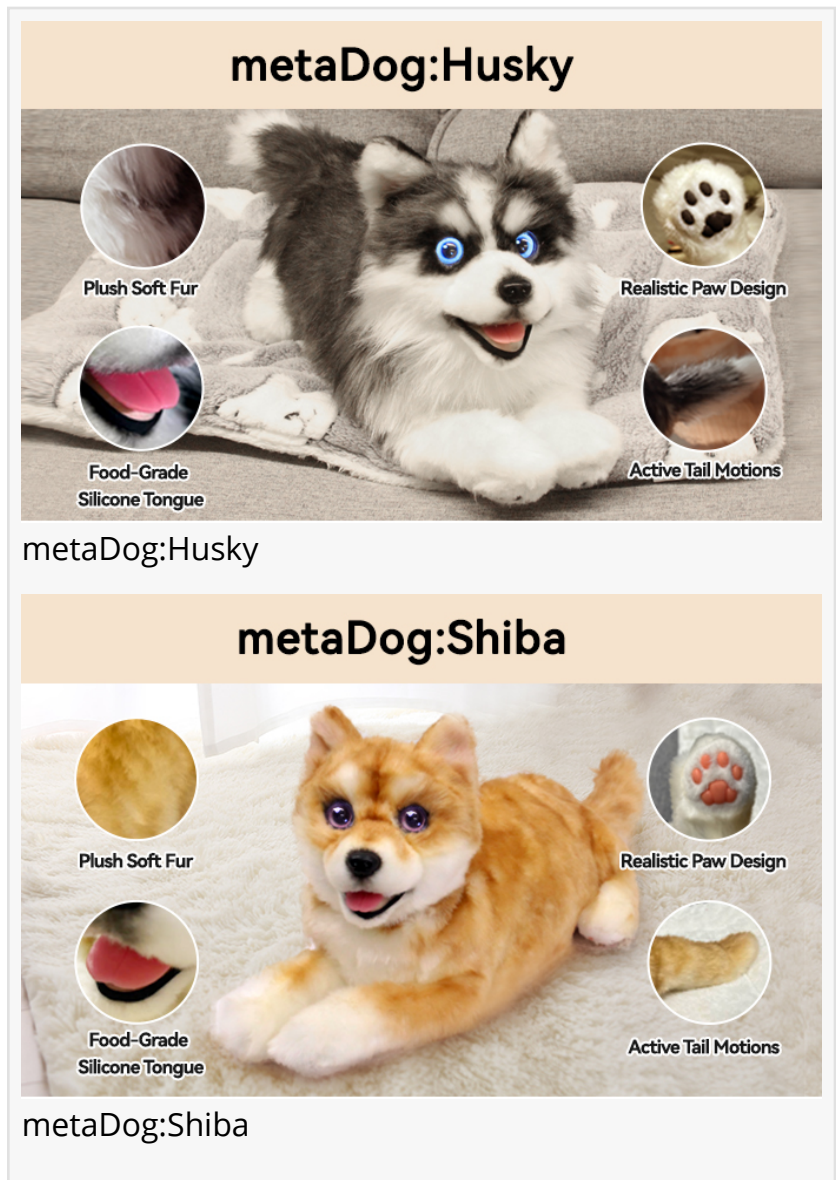 metaDog:Husky
Plush Soft Fur
Realistic Paw Design
Food-Grade
Silicone Tongue
Active Tail Motions
metaDog:Husky
metaDog:Shiba
Plush Soft Fur
Realistic Paw Design
Food-Grade
Silicone Tongue
Active Tail Motions
metaDog:Shiba